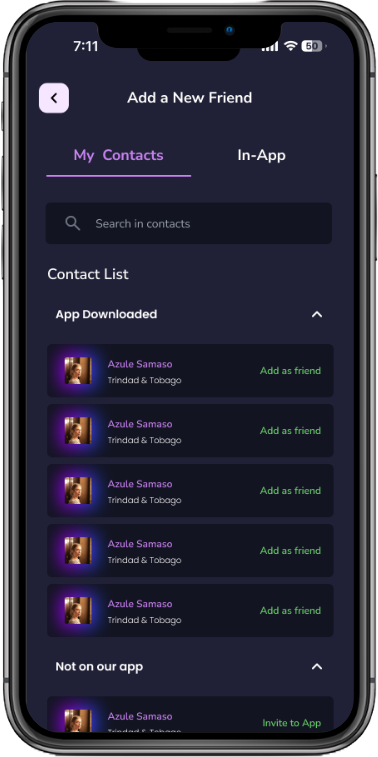 7:11
50
Add a New Friend
My Contacts
In-App
Search in contacts
Contact List
App Downloaded
Azule Samaso
Trindad & Tobago
Add as friend
Azule Samaso
Trindad & Tobago
Add as friend
Azule Samaso
Trindad & Tobago
Add as friend
Azule Samaso
Trindad & Tobago
Add as friend
Azule Samaso
Trindad & Tobago
Add as friend
Not on our app
Azule Samaso
Trindad & Tobago
Invite to App